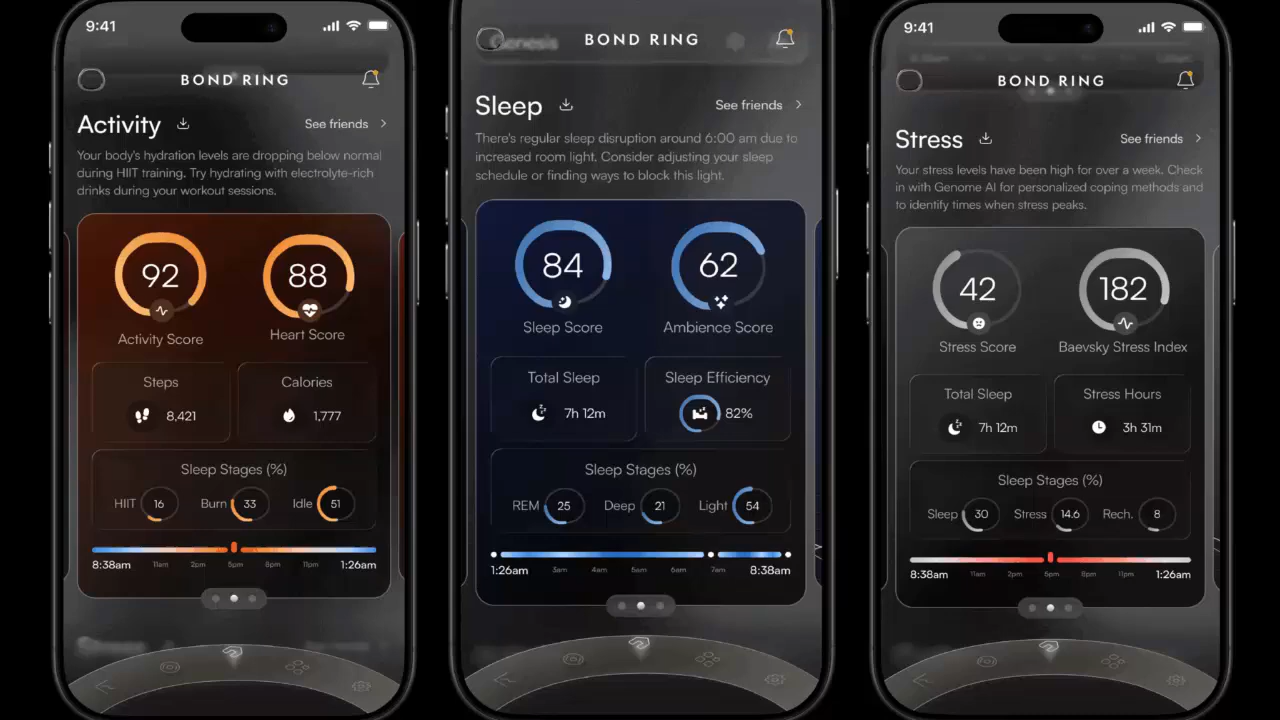 9:41
BOND RING
Activity
See friends
Your body's hydration levels are dropping below normal
during HIIT training. Try hydrating with electrolyte-rich
drinks during your workout sessions.
92
88
Activity Score
Heart Score
Steps
Calories
8,421
1,777
Sleep Stages (%)
HIIT 16 Burn 33 Idle 51
8:38am 11am 2pm 5pm 8pm 11pm 1:26am
Genesis
BOND RING
Sleep
See friends
There's regular sleep disruption around 6:00 am due to
increased room light. Consider adjusting your sleep
schedule or finding ways to block this light.
84
62
Sleep Score
Ambience Score
Total Sleep
Sleep Efficiency
7h 12m
82%
Sleep Stages (%)
REM 25 Deep 21 Light 54
1:26am 3am 4am 5am 6am 7am 8:38am
9:41
BOND RING
Stress
See friends
Your stress levels have been high for over a week. Check
in with Genome AI for personalized coping methods and
to identify times when stress peaks.
42
182
Stress Score
Baevsky Stress Index
Total Sleep
Stress Hours
7h 12m
3h 31m
Sleep Stages (%)
Sleep 30 Stress 14.6 Rech. 8
8:38am 11am 2pm 5pm 8pm 11pm 1:26am